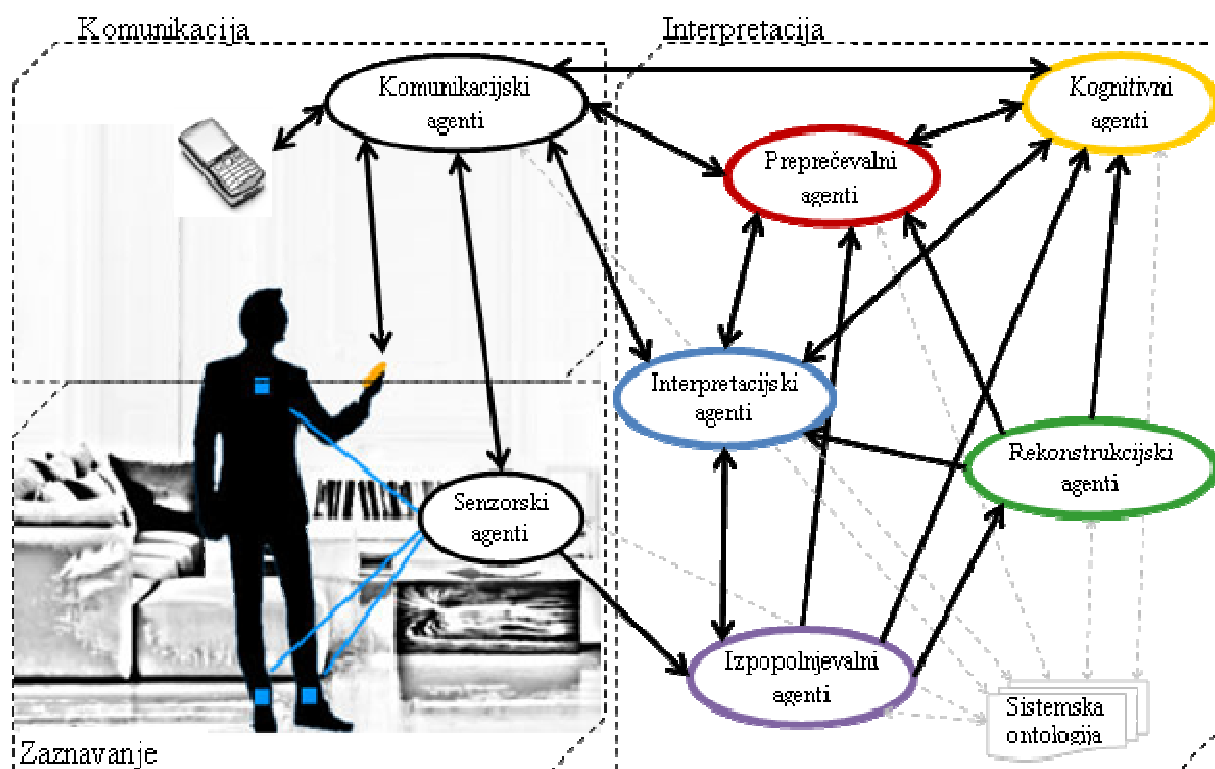 Komunikacija
Interpretacija
Komunikacijski
agenti
Kognitivni
agenti
Preprečevalni
agenti
Interpretacijski
agenti
Rekonstrukcijski
agenti
Senzorski
agenti
Izpopolnjevalni
agenti
Sistemska
ontologija
Zaznavanje